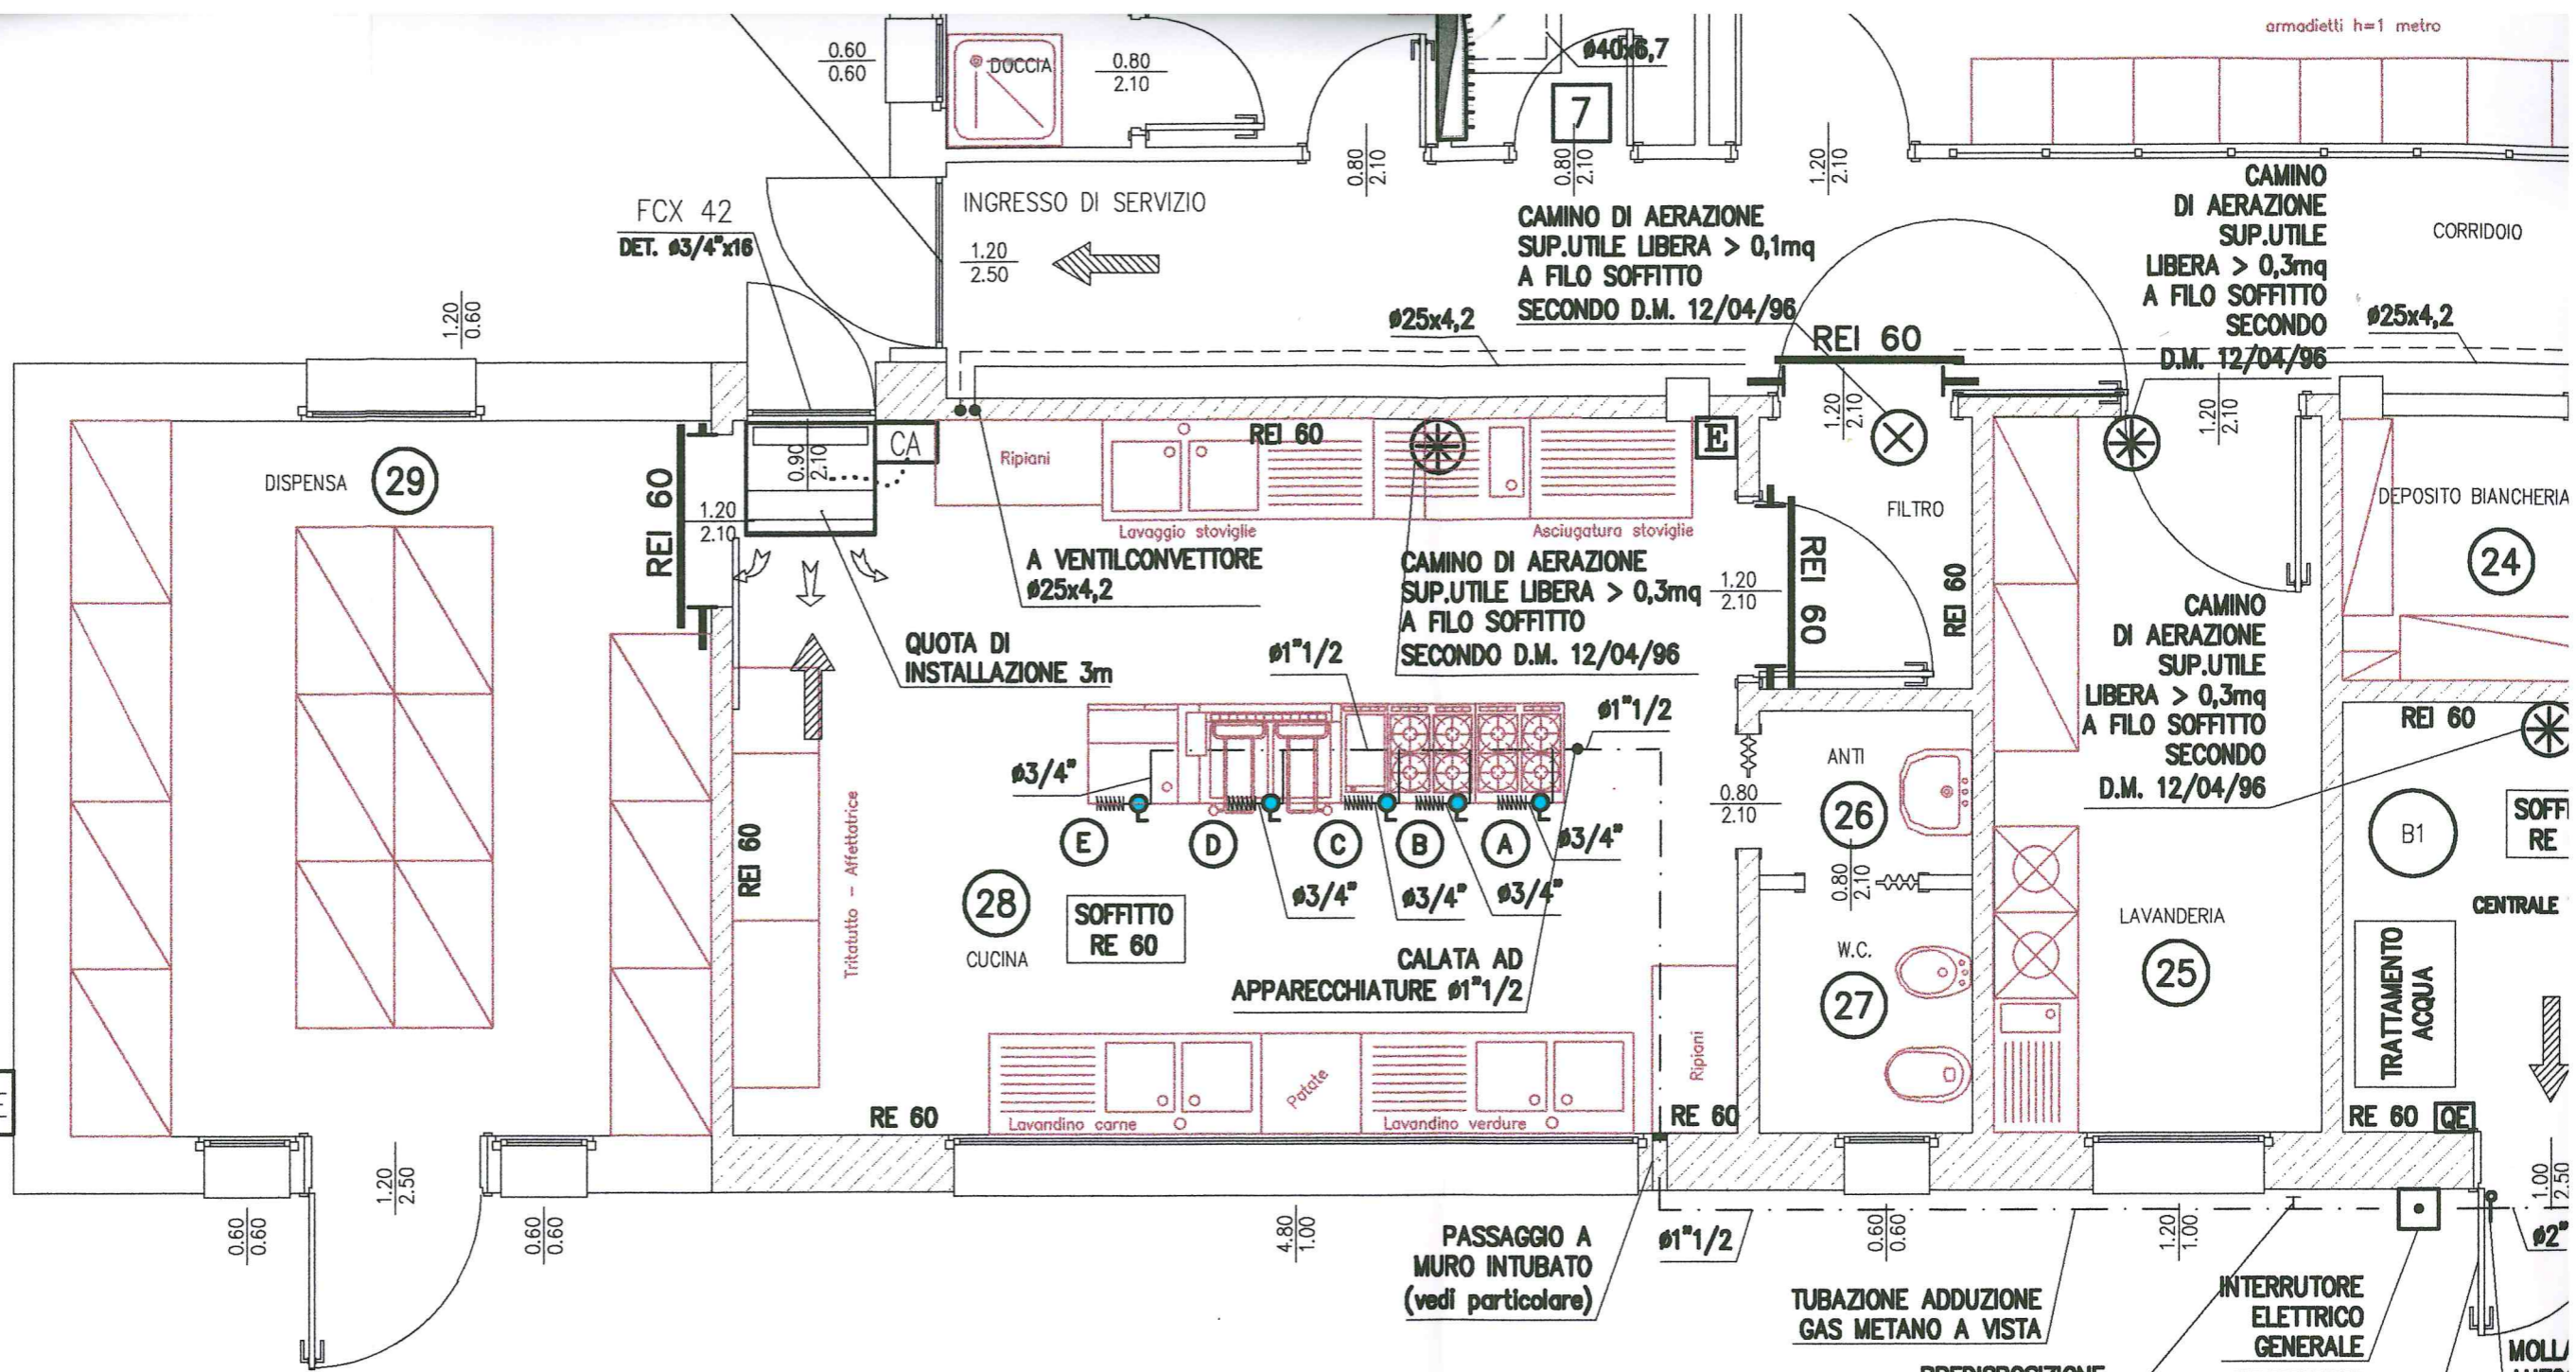 armadietti h=1 metro
0.60
0.60
DOCCIA
0.80
2.10
ø40x6,7
7
0.80
2.10
0.80
2.10
1.20
2.10
FCX 42
DET. ø3/4"x16
INGRESSO DI SERVIZIO
1.20
2.50
CAMINO DI AERAZIONE
SUP.UTILE LIBERA > 0,1mq
A FILO SOFFITTO
SECONDO D.M. 12/04/96
CAMINO
DI AERAZIONE
SUP.UTILE
LIBERA > 0,3mq
A FILO SOFFITTO
SECONDO
D.M. 12/04/96
CORRIDOIO
1.20
0.60
ø25x4,2
ø25x4,2
REI 60
1.20
2.10
1.20
2.10
DISPENSA
29
REI 60
1.20
2.10
0.90
2.10
CA
Ripiani
REI 60
E
Lavaggio stoviglie
Asciugatura stoviglie
FILTRO
DEPOSITO BIANCHERIA
24
A VENTILCONVETTORE
ø25x4,2
CAMINO DI AERAZIONE
SUP.UTILE LIBERA > 0,3mq
A FILO SOFFITTO
SECONDO D.M. 12/04/96
1.20
2.10
REI 60
REI 60
QUOTA DI
INSTALLAZIONE 3m
CAMINO
DI AERAZIONE
SUP.UTILE
LIBERA > 0,3mq
A FILO SOFFITTO
SECONDO
D.M. 12/04/96
REI 60
ø1"1/2
ø1"1/2
ø3/4"
E
D
C
B
A
ø3/4"
ø3/4"
ø3/4"
ø3/4"
0.80
2.10
ANTI
26
0.80
2.10
W.C.
27
B1
SOFF
RE
CENTRALE
REI 60
Tritatutto - Affettatrice
28
CUCINA
SOFFITTO
RE 60
CALATA AD
APPARECCHIATURE ø1"1/2
LAVANDERIA
25
TRATTAMENTO
ACQUA
RE 60
Lavandino carne
Patate
Lavandino verdure
Ripiani
RE 60
RE 60
QE
1.20
2.50
0.60
0.60
0.60
0.60
4.80
1.00
PASSAGGIO A
MURO INTUBATO
(vedi particolare)
ø1"1/2
0.60
0.60
1.20
1.00
1.00
2.50
ø2"
TUBAZIONE ADDUZIONE
GAS METANO A VISTA
INTERRUTORE
ELETTRICO
GENERALE
MOLLA
PREDISPOSIZIONE